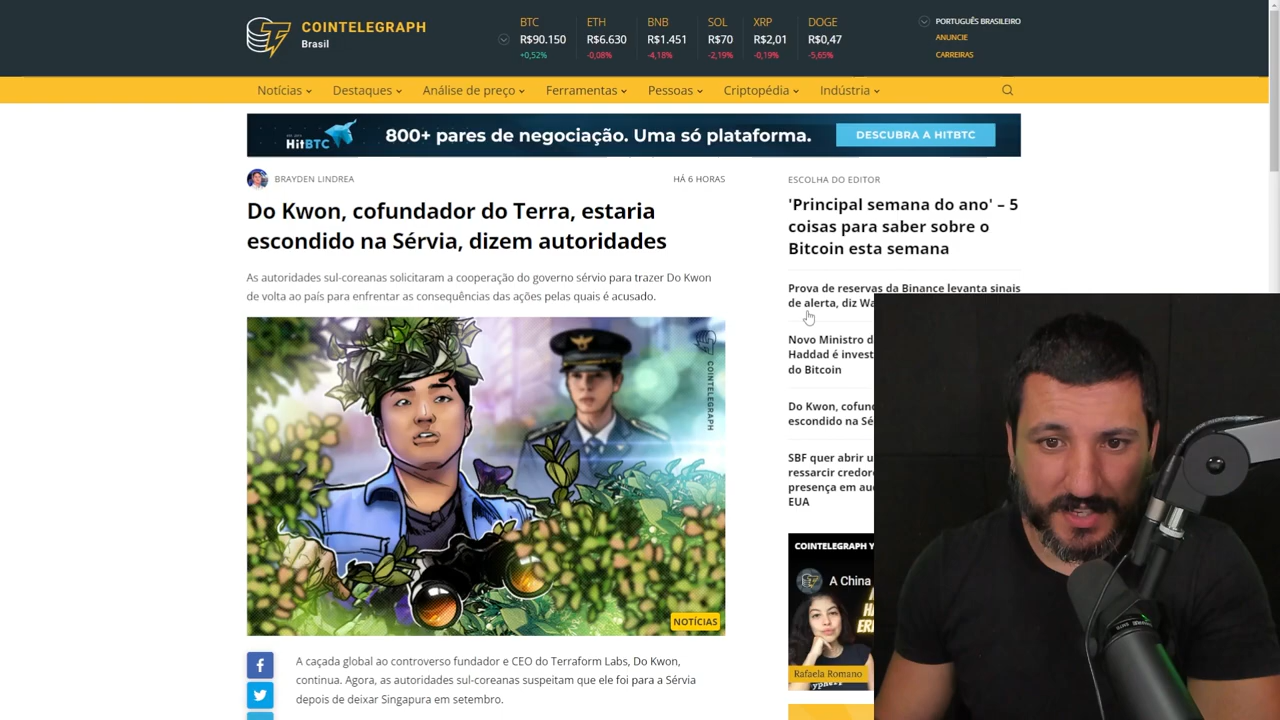 COINTELEGRAPH
Brasil
BTC
R$90.150
+0,52%
ETH
R$6.630
-0,08%
BNB
R$1.451
-4,18%
SOL
R$70
-2,19%
XRP
R$2,01
-0,19%
DOGE
R$0,47
-5,65%
PORTUGUÊS BRASILEIRO
ANUNCIE
CARREIRAS
Notícias
Destaques
Análise de preço
Ferramentas
Pessoas
Criptopédia
Indústria
HitBTC
800+ pares de negociação. Uma só plataforma.
DESCUBRA A HITBTC
BRAYDEN LINDREA
HÁ 6 HORAS
Do Kwon, cofundador do Terra, estaria
escondido na Sérvia, dizem autoridades
As autoridades sul-coreanas solicitaram a cooperação do governo sérvio para trazer Do Kwon
de volta ao país para enfrentar as consequências das ações pelas quais é acusado.
COINTELEGRAPH
NOTÍCIAS
A caçada global ao controverso fundador e CEO do Terraform Labs, Do Kwon,
continua. Agora, as autoridades sul-coreanas suspeitam que ele foi para a Sérvia
depois de deixar Singapura em setembro.
ESCOLHA DO EDITOR
'Principal semana do ano' – 5
coisas para saber sobre o
Bitcoin esta semana
Prova de reservas da Binance levanta sinais
de alerta, diz Wa
Novo Ministro d
Haddad é invest
do Bitcoin
Do Kwon, cofun
escondido na Sé
SBF quer abrir u
ressarcir credor
presença em au
EUA
COINTELEGRAPH Y
A China
Rafaela Romano